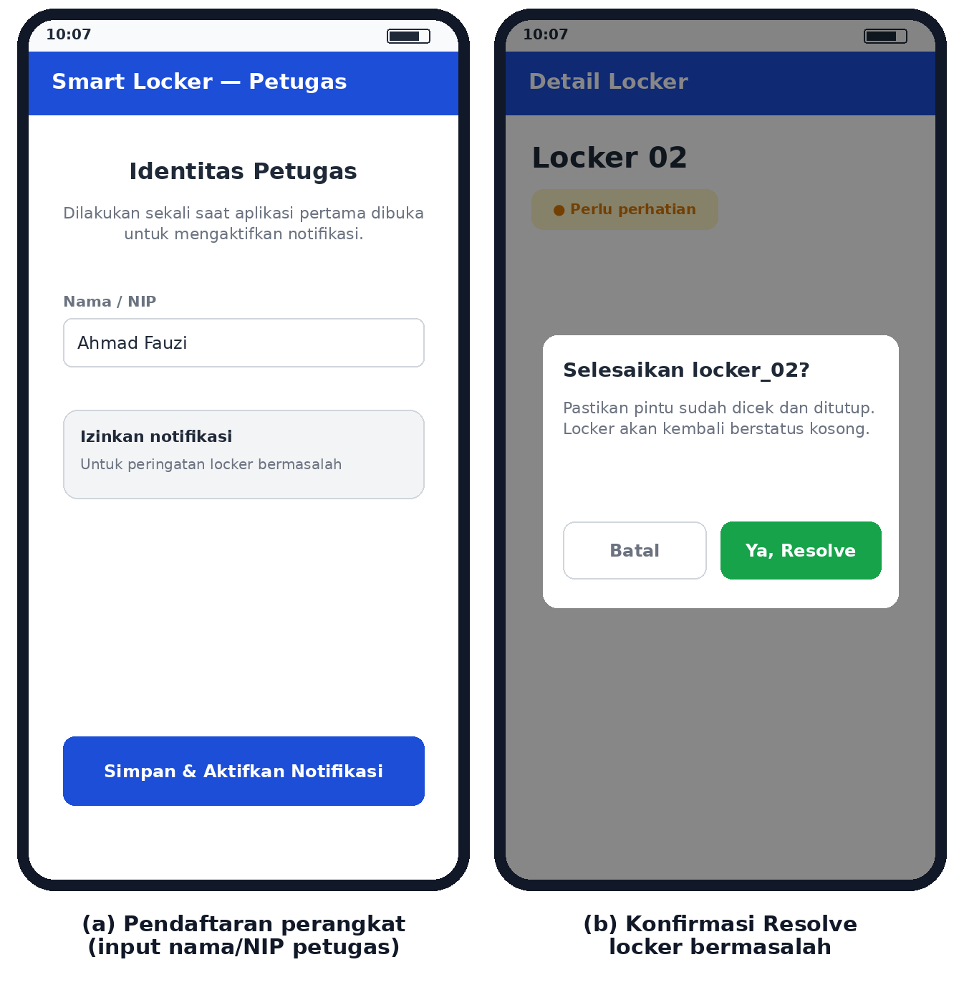 10:07
Smart Locker — Petugas
Identitas Petugas
Dilakukan sekali saat aplikasi pertama dibuka
untuk mengaktifkan notifikasi.
Nama / NIP
Ahmad Fauzi
Izinkan notifikasi
Untuk peringatan locker bermasalah
Simpan & Aktifkan Notifikasi
(a) Pendaftaran perangkat
(input nama/NIP petugas)
10:07
Detail Locker
Locker 02
● Perlu perhatian
Selesaikan locker_02?
Pastikan pintu sudah dicek dan ditutup.
Locker akan kembali berstatus kosong.
Batal
Ya, Resolve
(b) Konfirmasi Resolve
locker bermasalah